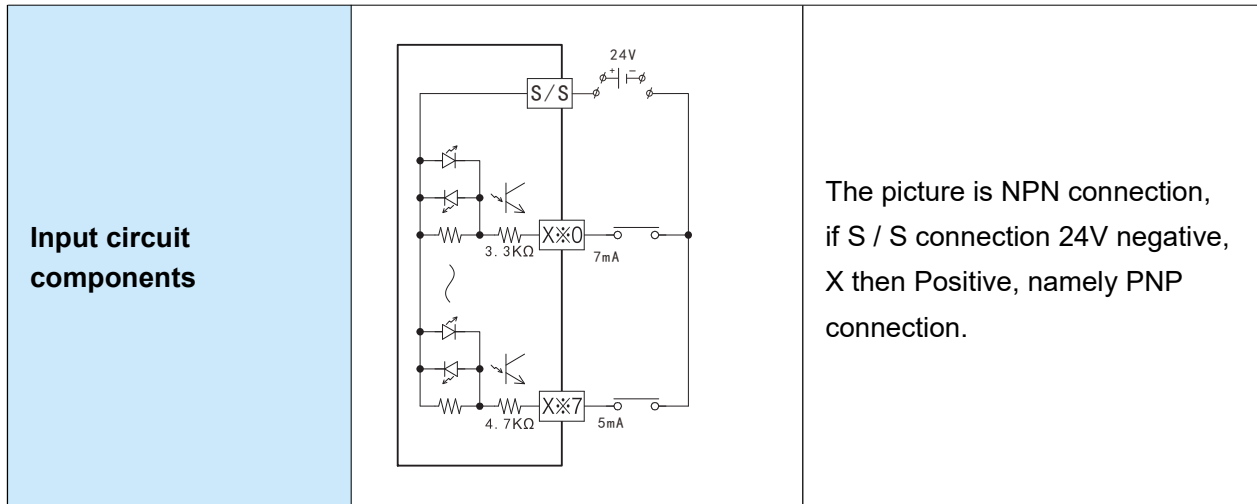 Input circuit
components
24V
+ -
S/S
X※0
3.3KΩ
7mA
X※7
4.7KΩ
5mA
The picture is NPN connection,
if S / S connection 24V negative,
X then Positive, namely PNP
connection.